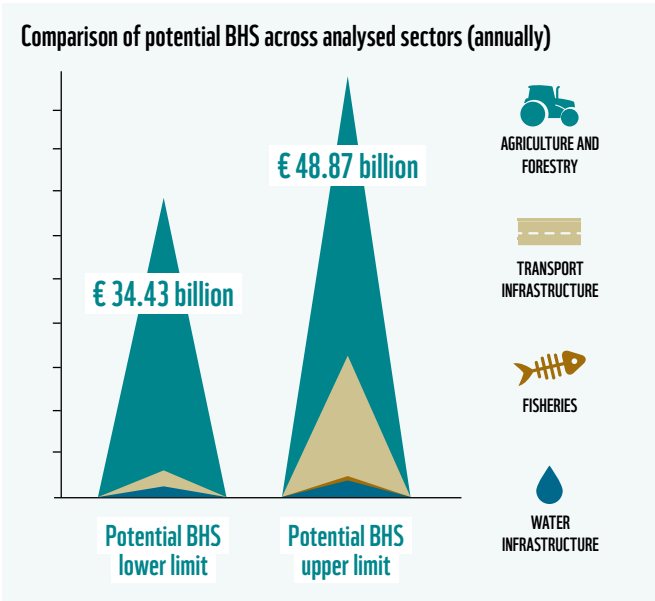 Comparison of potential BHS across analysed sectors (annually)
€ 34.43 billion
€ 48.87 billion
Potential BHS
lower limit
Potential BHS
upper limit
AGRICULTURE AND
FORESTRY
TRANSPORT
INFRASTRUCTURE
FISHERIES
WATER
INFRASTRUCTURE